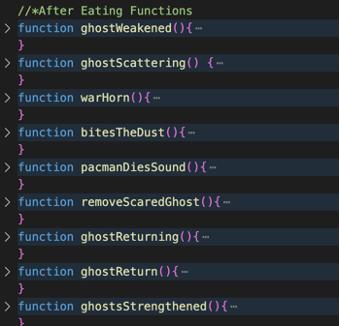 //*After Eating Functions
function ghostWeakened(){⋯
}
function ghostScattering() {⋯
}
function warHorn(){⋯
}
function bitesTheDust(){⋯
}
function pacmanDiesSound(){⋯
}
function removeScaredGhost(){⋯
}
function ghostReturning(){⋯
}
function ghostReturn(){⋯
}
function ghostsStrengthened(){⋯
}